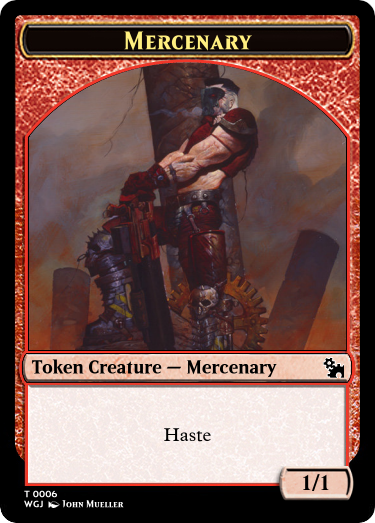 Mercenary
Token Creature — Mercenary
Haste
1/1
T 0006
WGJ John Mueller